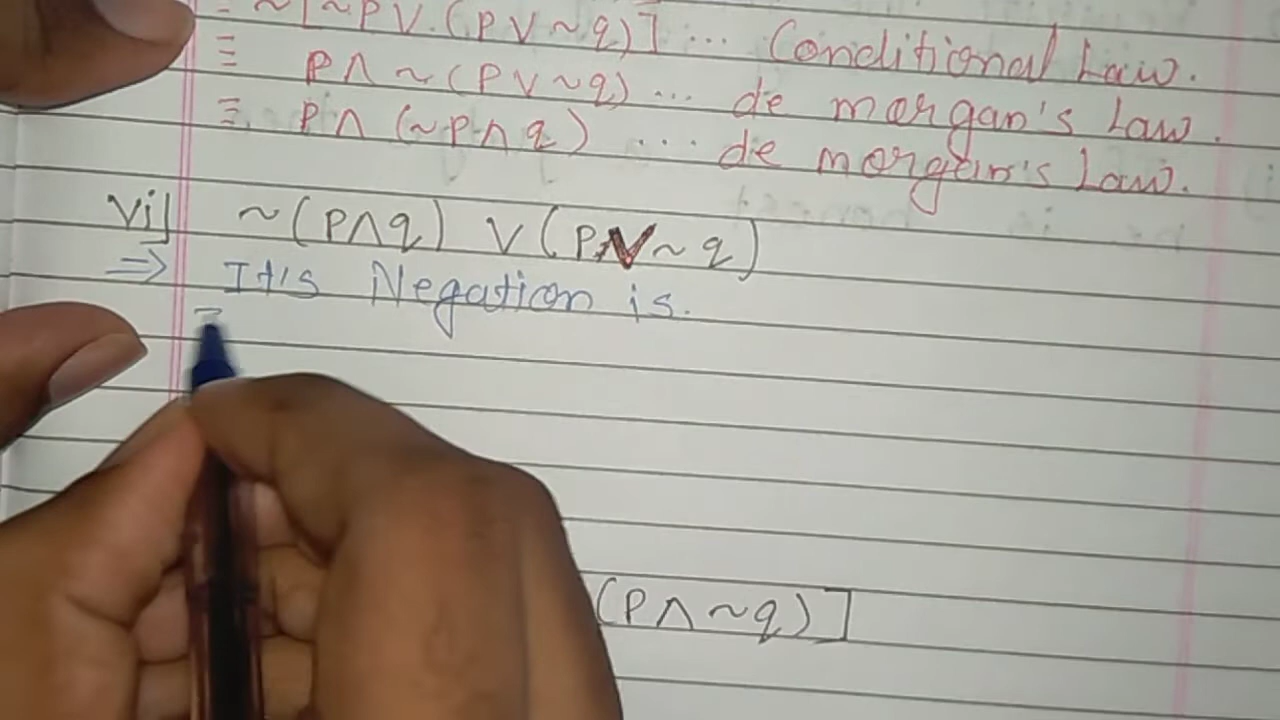 ≡ ~[~P∨(P∨~q)] ... Conditional Law.
≡ P∧~(P∨~q) ... de morgan's Law.
≡ P∧(~P∧q) ... de morgan's Law.
vi] ~(P∧q) ∨ (P∨~q)
⇒ It's Negation is.
(P∧~q)]